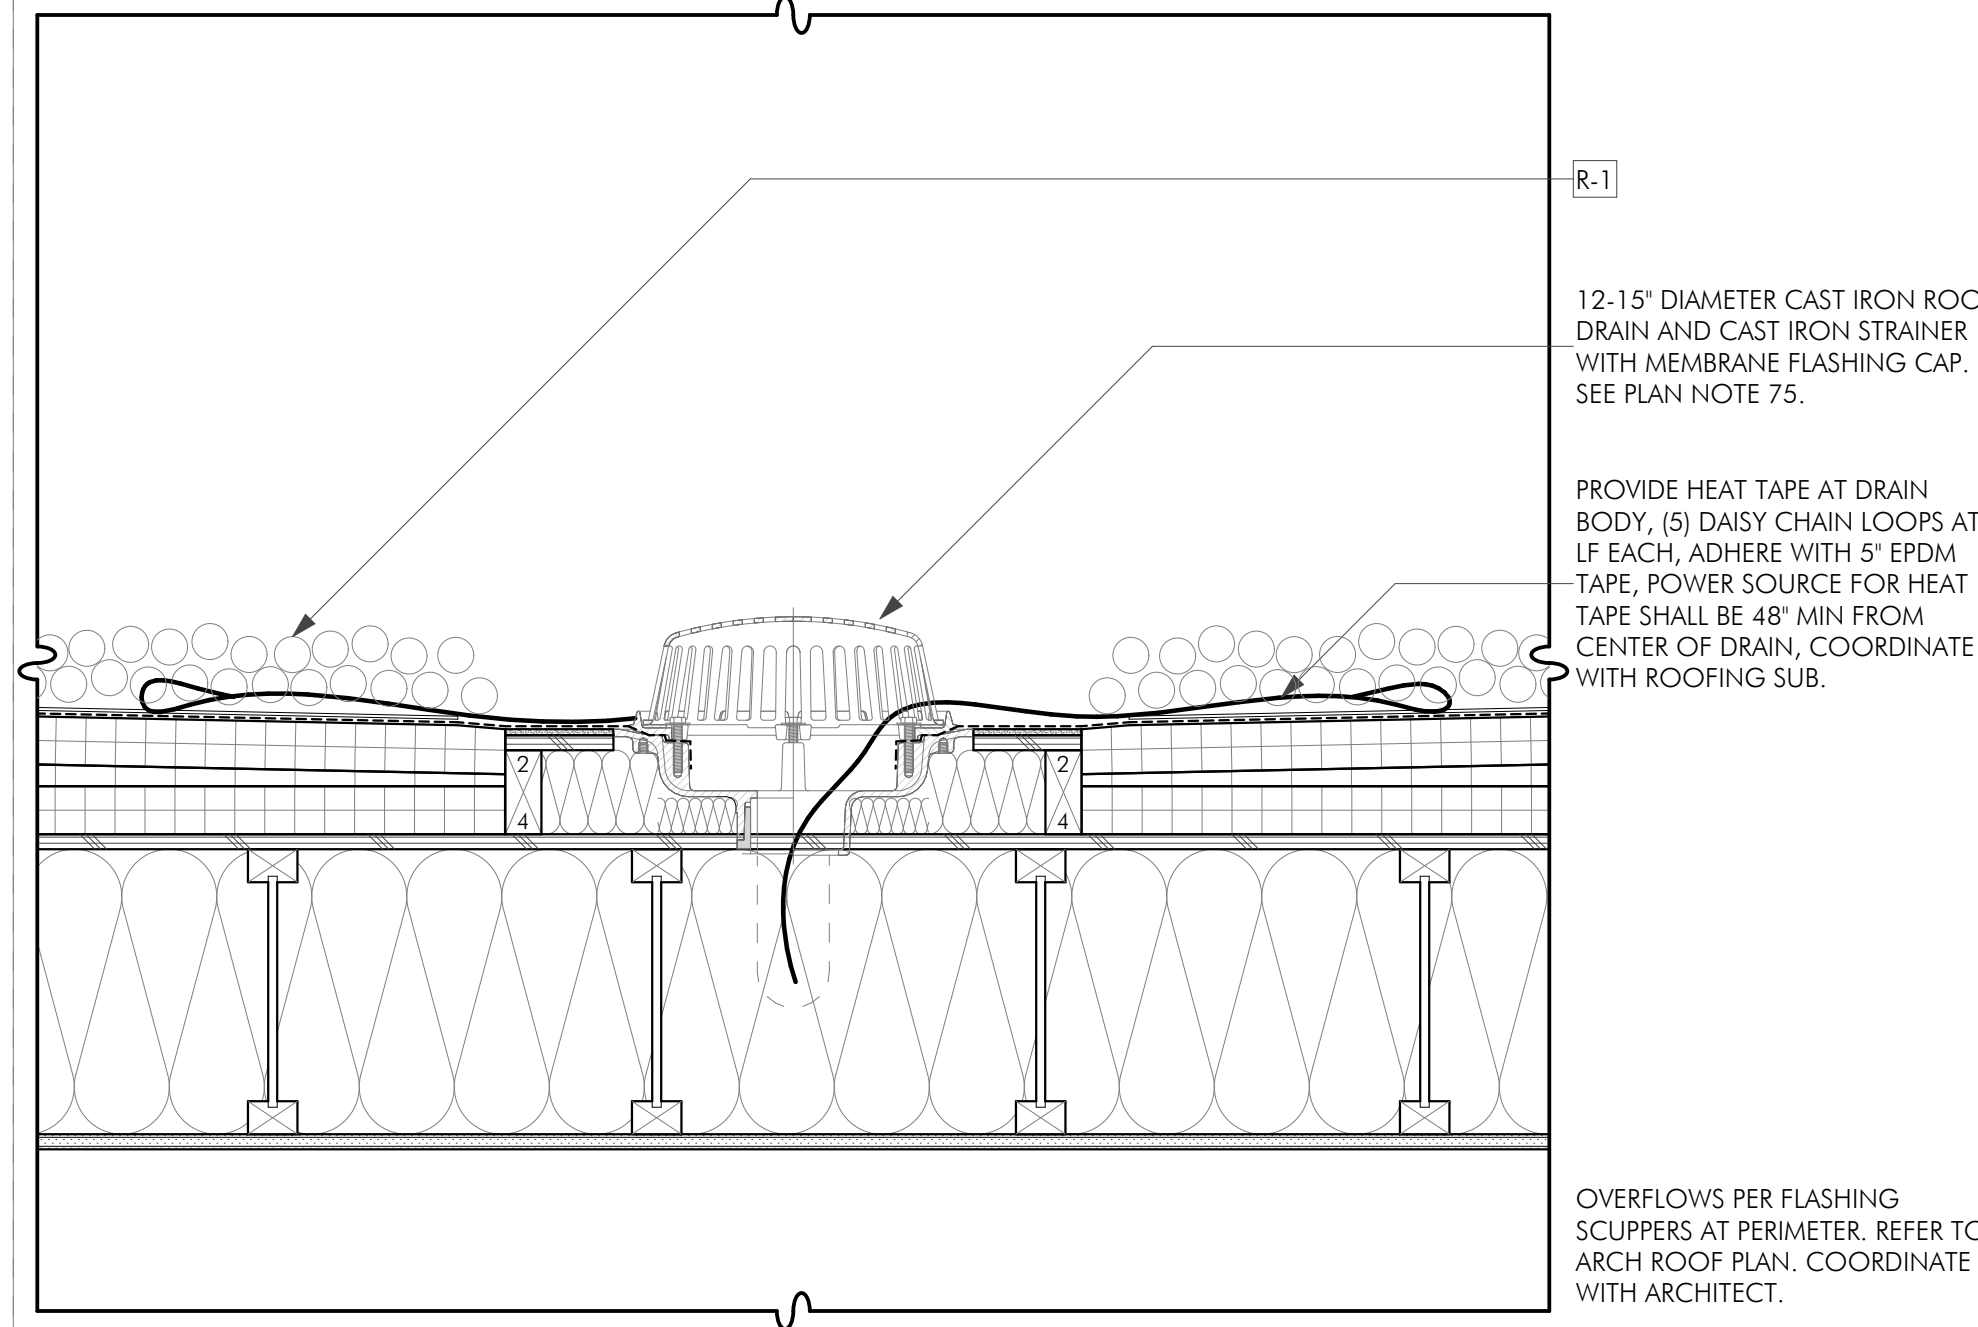 R-1
12-15" DIAMETER CAST IRON
DRAIN AND CAST IRON STRAINER
WITH MEMBRANE FLASHING CAP.
SEE PLAN NOTE 75.
PROVIDE HEAT TAPE AT DRAIN
BODY, (5) DAISY CHAIN LOOPS AT
LF EACH, ADHERE WITH 5" EPDM
TAPE, POWER SOURCE FOR HEAT
TAPE SHALL BE 48" MIN FROM
CENTER OF DRAIN, COORDINATE
WITH ROOFING SUB.
2
4
2
4
OVERFLOWS PER FLASHING
SCUPPERS AT PERIMETER. REFER TO
ARCH ROOF PLAN. COORDINATE
WITH ARCHITECT.